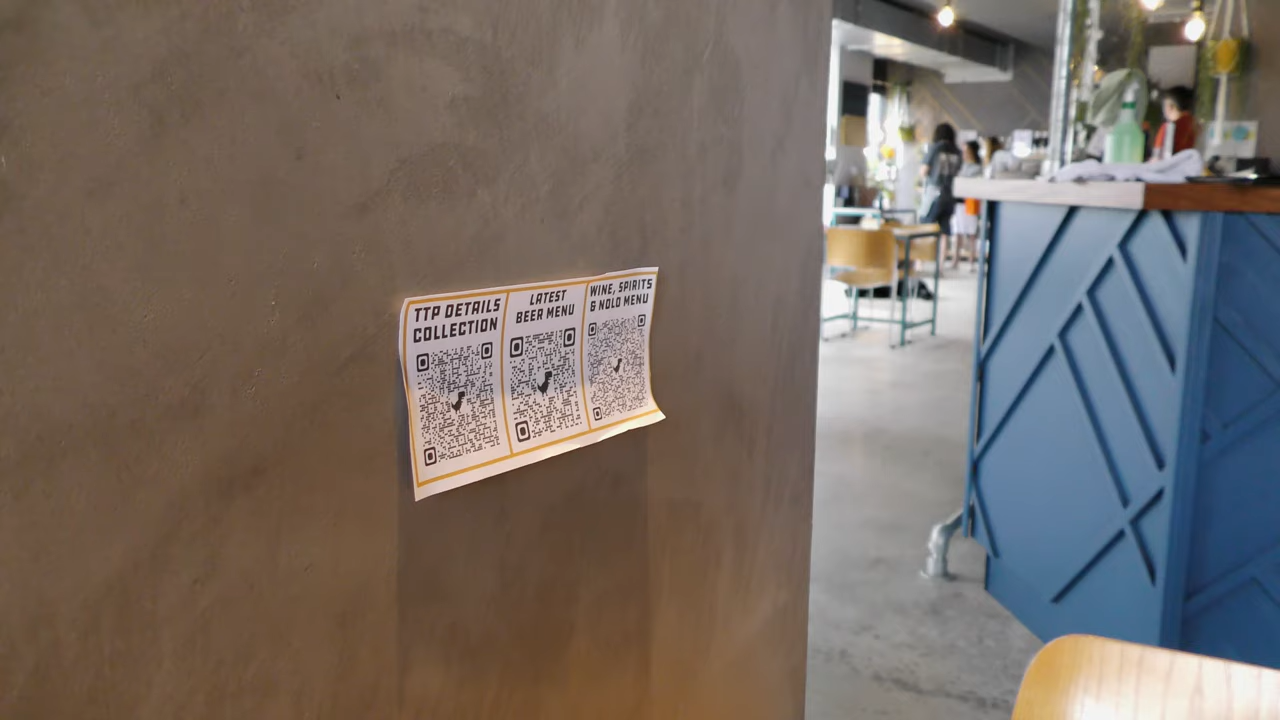 TTP DETAILS
COLLECTION
LATEST
BEER MENU
WINE, SPIRITS
& NOLO MENU